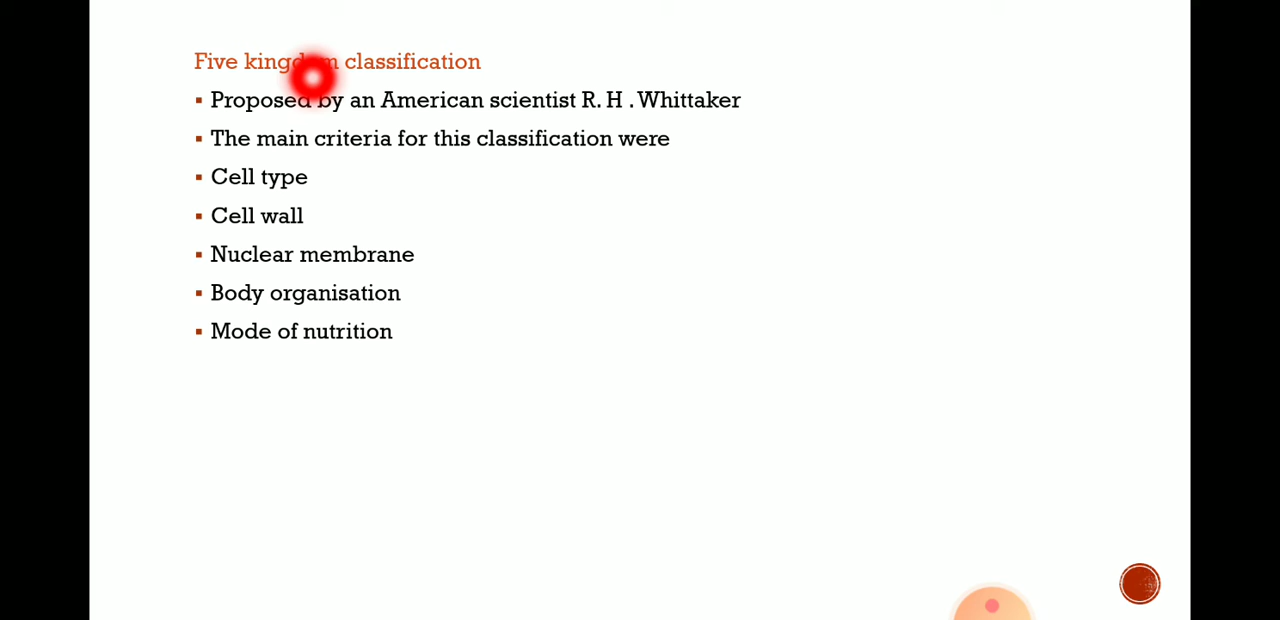 Five kingdom classification
▪ Proposed by an American scientist R. H . Whittaker
▪ The main criteria for this classification were
▪ Cell type
▪ Cell wall
▪ Nuclear membrane
▪ Body organisation
▪ Mode of nutrition